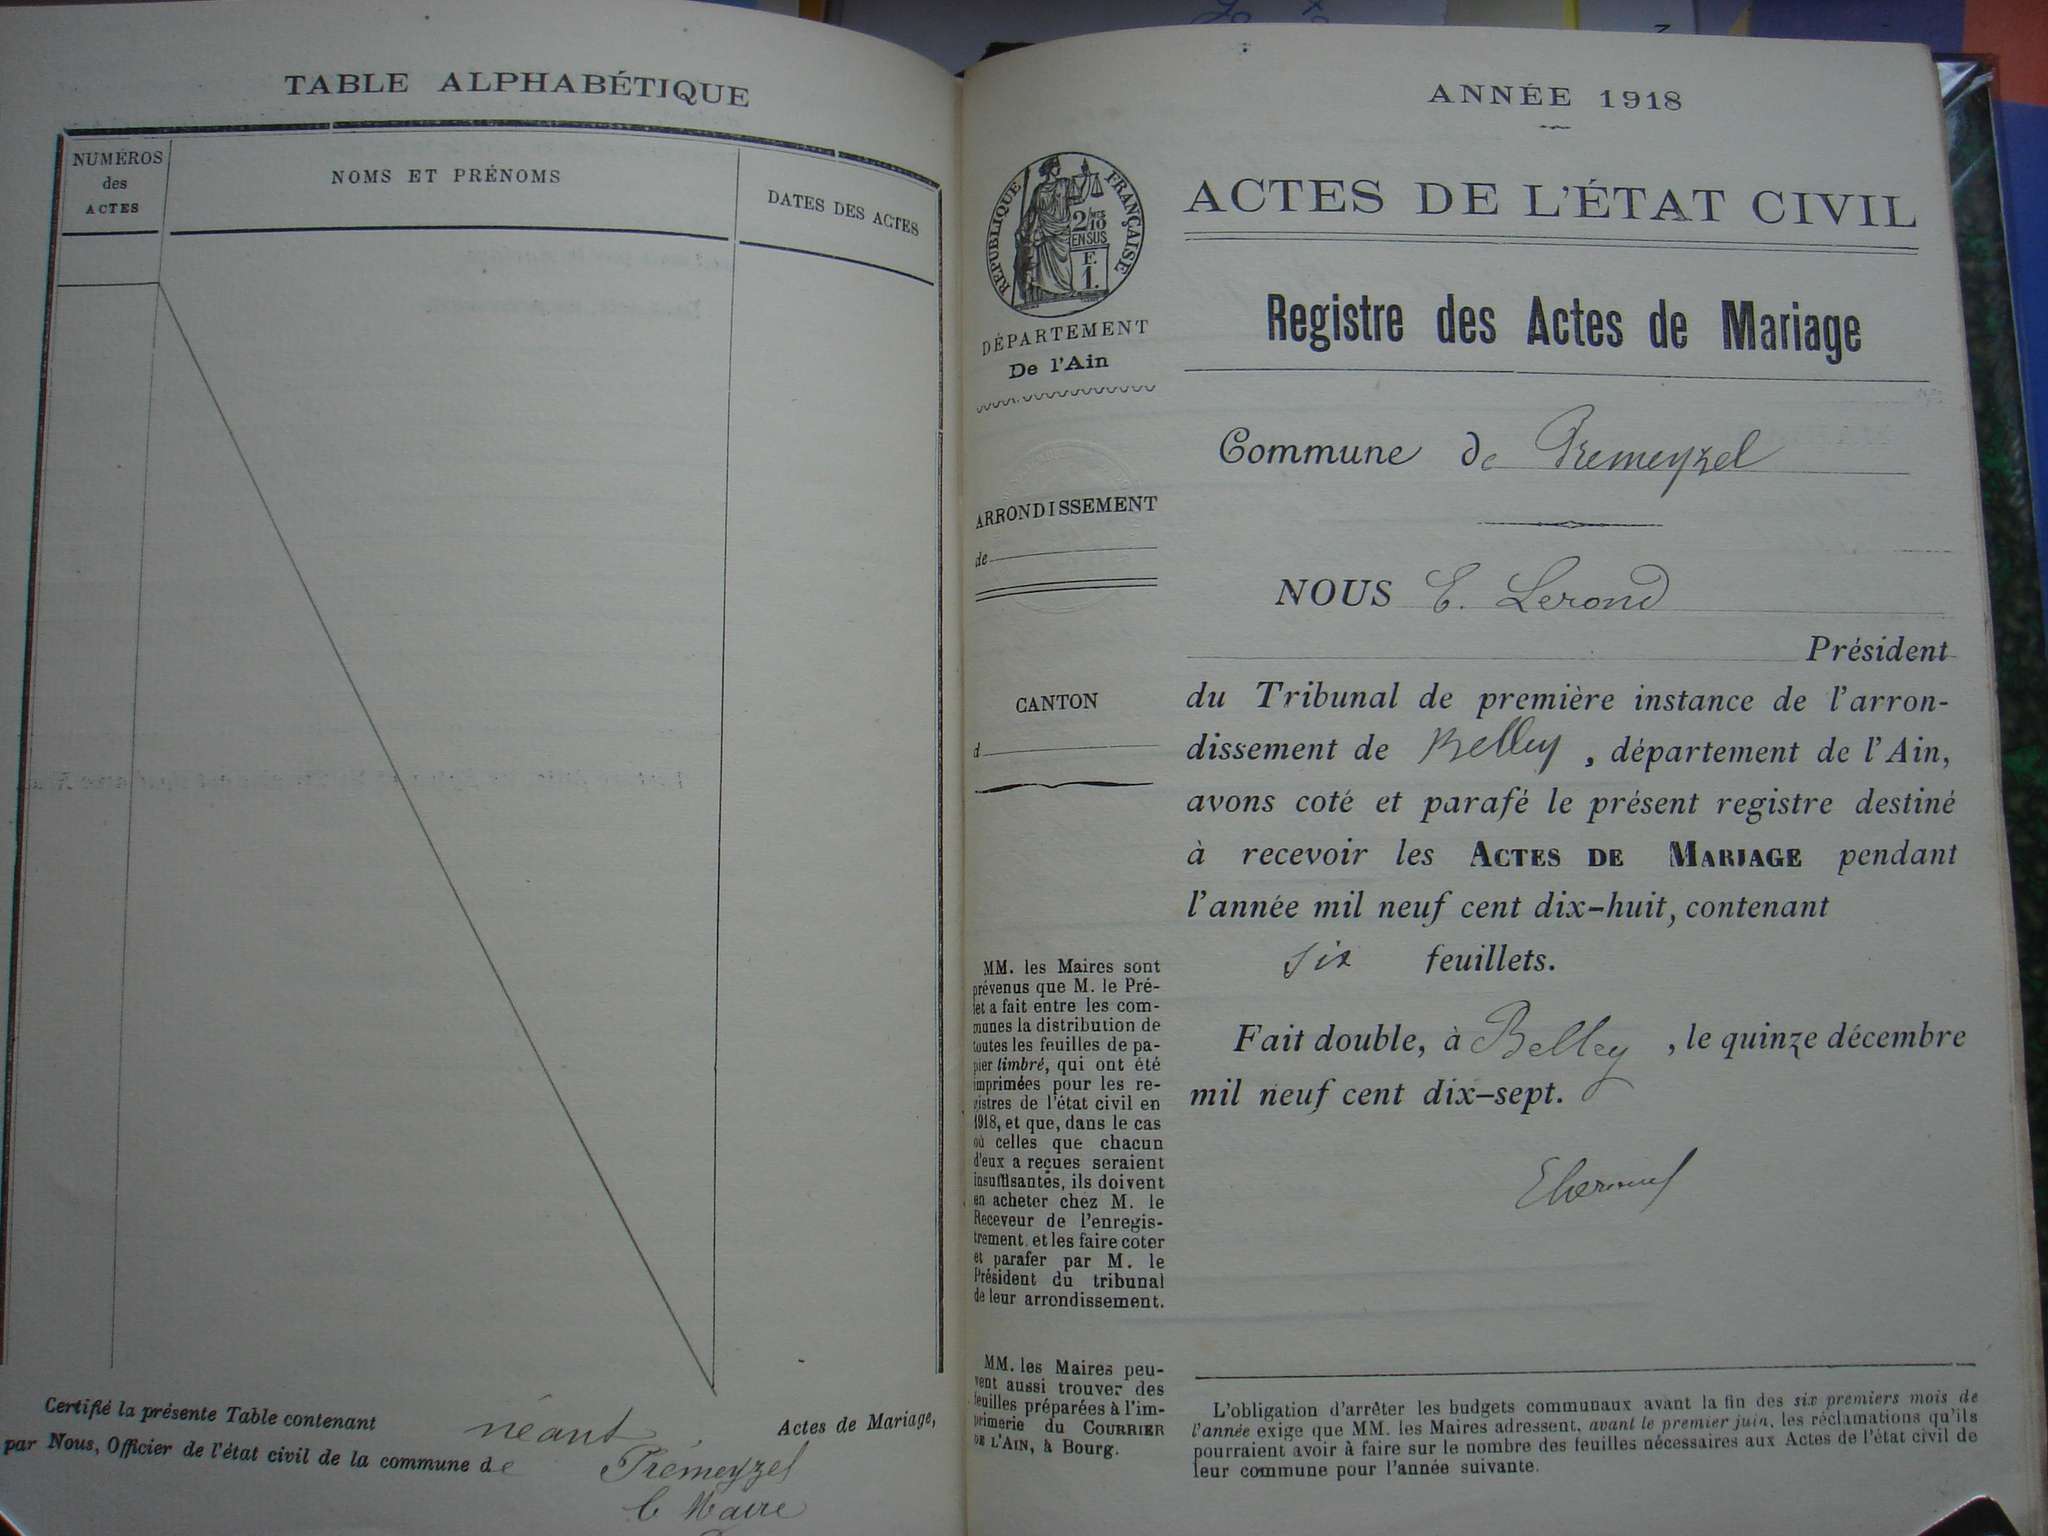 TABLE ALPHABÉTIQUE
NUMÉROS
des
ACTES
NOMS ET PRÉNOMS
DATES DES ACTES
Certifié la présente Table contenant néant Actes de Mariage,
par Nous, Officier de l'état civil de la commune de Prémeyzel
le Maire
ANNÉE 1918
RÉPUBLIQUE FRANÇAISE
2/10
EN SUS
F.
1.
DÉPARTEMENT
De l'Ain
ARRONDISSEMENT
de
CANTON
d
MM. les Maires sont
prévenus que M. le Pré-
fet a fait entre les com-
munes la distribution de
toutes les feuilles de pa-
pier timbré, qui ont été
imprimées pour les re-
gistres de l'état civil en
1918, et que, dans le cas
où celles que chacun
d'eux a reçues seraient
insuffisantes, ils doivent
en acheter chez M. le
Receveur de l'enregis-
trement, et les faire coter
et parafer par M. le
Président du tribunal
de leur arrondissement.
MM. les Maires peu-
vent aussi trouver des
feuilles préparées à l'im-
primerie du COURRIER
DE L'AIN, à Bourg.
ACTES DE L'ÉTAT CIVIL
Registre des Actes de Mariage
Commune de Premeyzel
NOUS E. Lerond
Président
du Tribunal de première instance de l'arron-
dissement de Belley, département de l'Ain,
avons coté et parafé le présent registre destiné
à recevoir les ACTES DE MARIAGE pendant
l'année mil neuf cent dix-huit, contenant
six feuillets.
Fait double, à Belley, le quinze décembre
mil neuf cent dix-sept.
L'obligation d'arrêter les budgets communaux avant la fin des six premiers mois de
l'année exige que MM. les Maires adressent, avant le premier juin, les réclamations qu'ils
pourraient avoir à faire sur le nombre des feuilles nécessaires aux Actes de l'état civil de
leur commune pour l'année suivante.